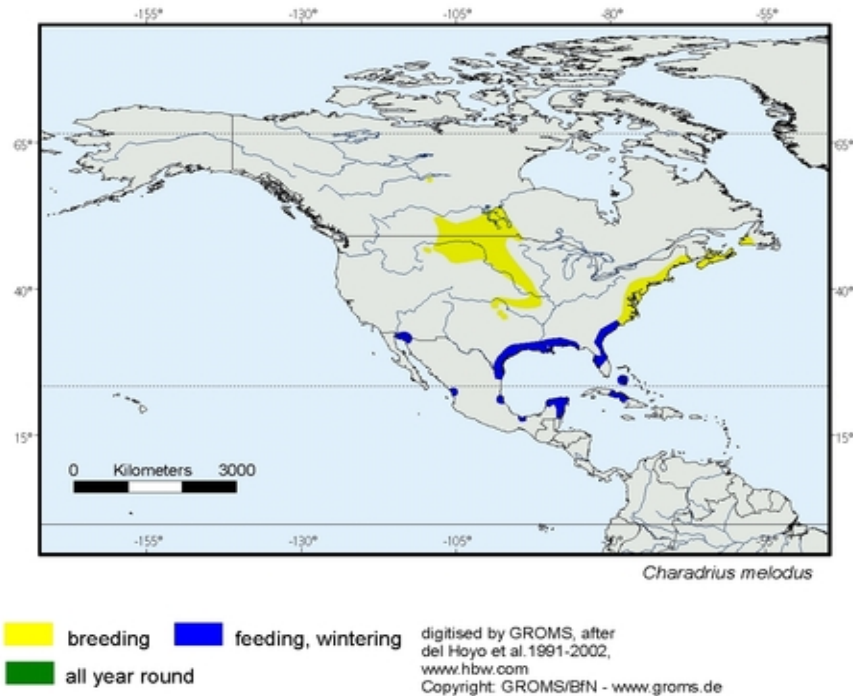 -155° -130° -105° -80° -55°
65° 65°
40° 40°
15° 15°
0 Kilometers 3000
-155° -130° -105° -80° -55°
Charadrius melodus
breeding
feeding, wintering
all year round
digitised by GROMS, after
del Hoyo et al.1991-2002,
www.hbw.com
Copyright: GROMS/BfN - www.groms.de